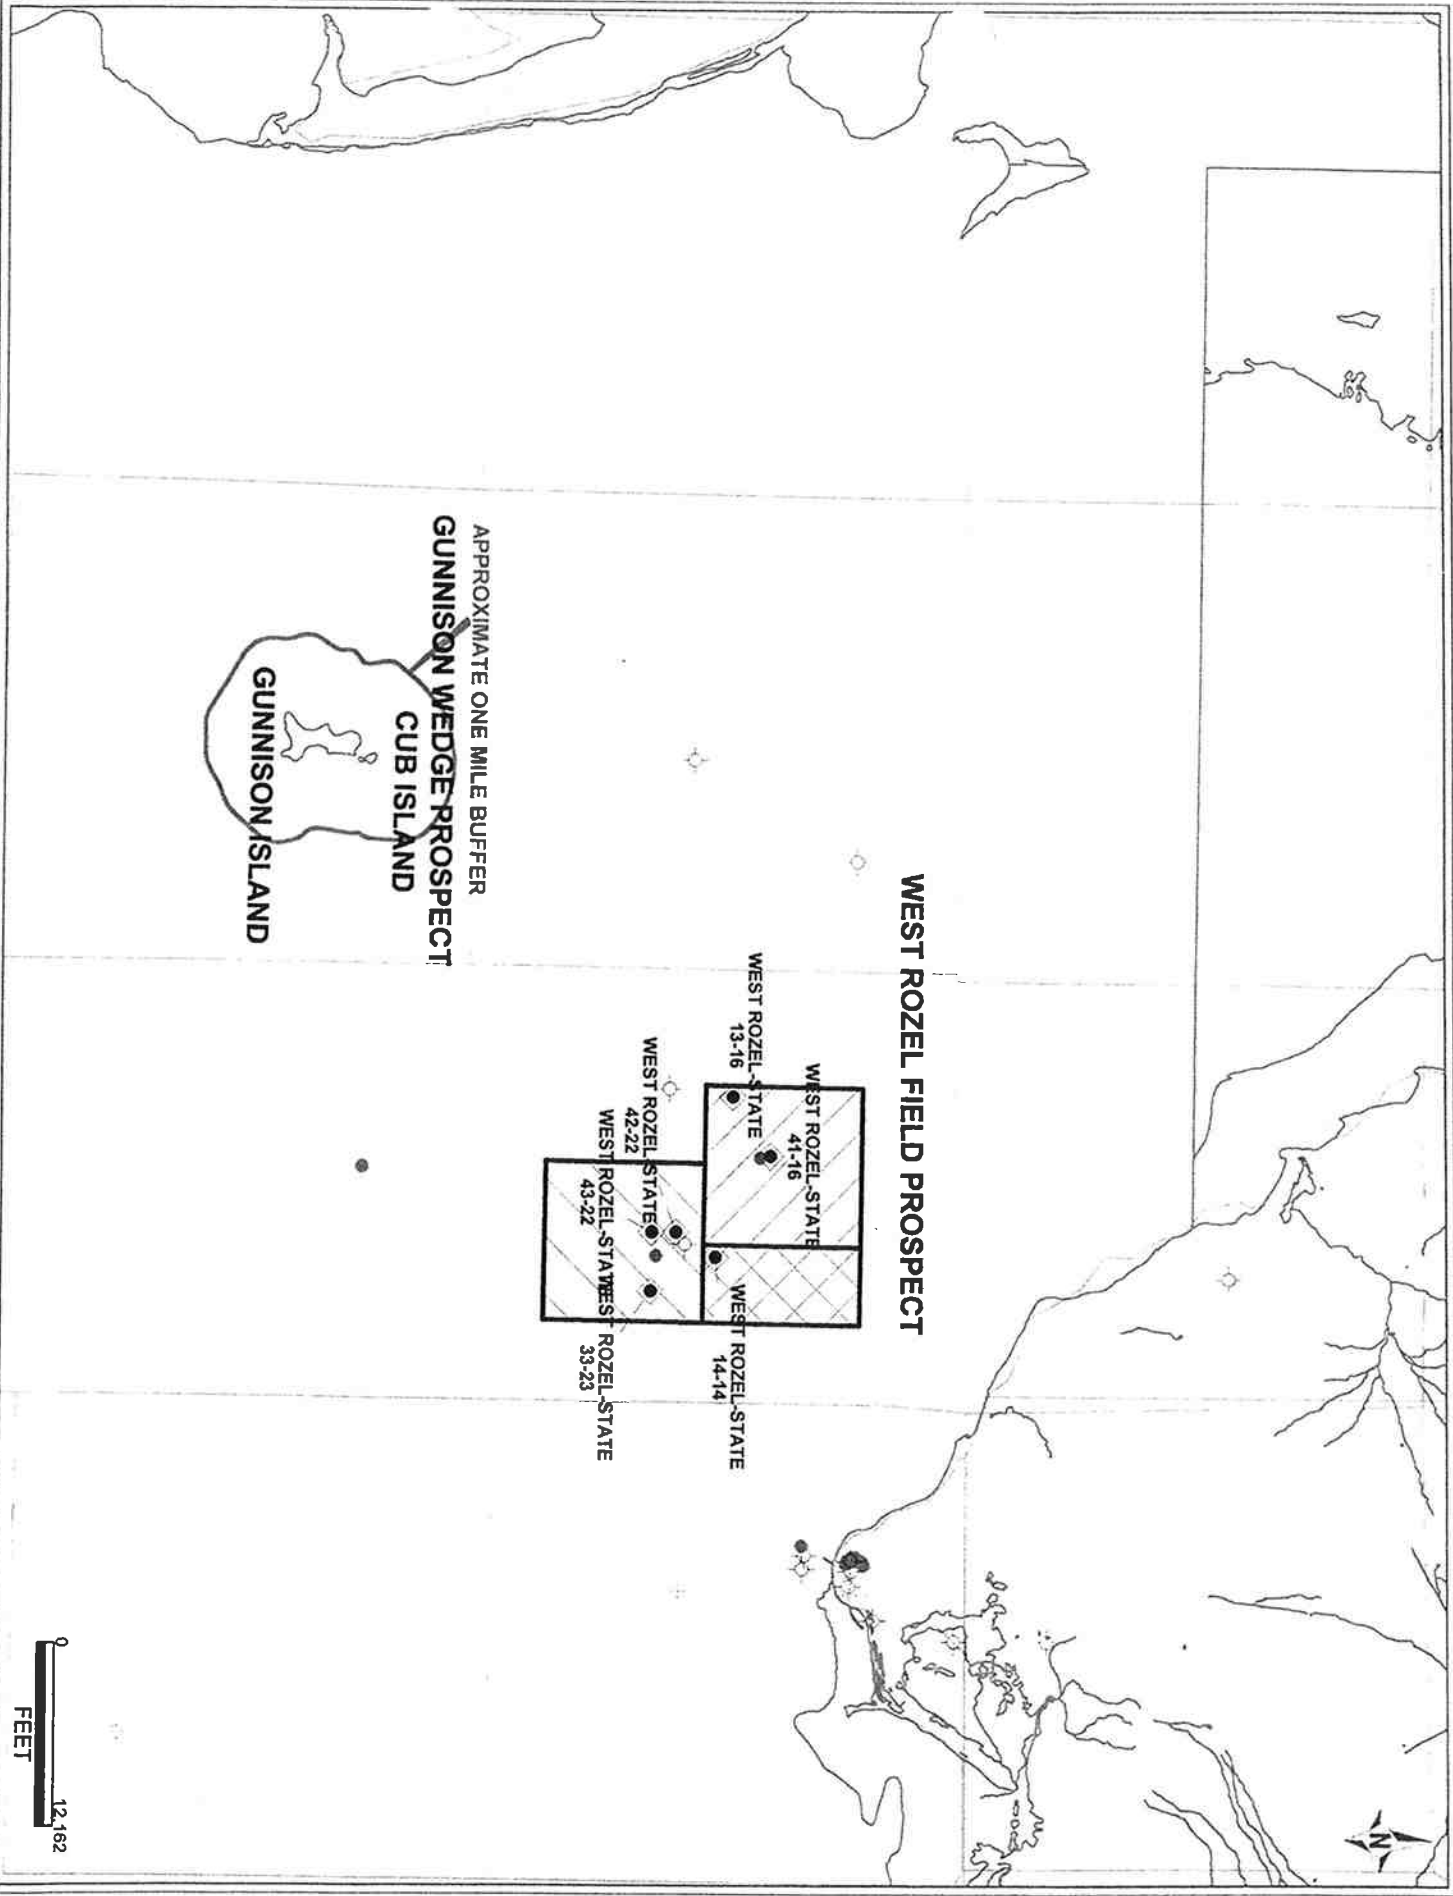 WEST ROZEL FIELD PROSPECT
WEST ROZEL-STATE
41-16
WEST ROZEL-STATE
13-16
WEST ROZEL-STATE
14-14
WEST ROZEL-STATE
42-22
WEST ROZEL-STATE
43-22
WEST ROZEL-STATE
33-23
APPROXIMATE ONE MILE BUFFER
GUNNISON WEDGE PROSPECT
CUB ISLAND
GUNNISON ISLAND
N
0 12,162
FEET